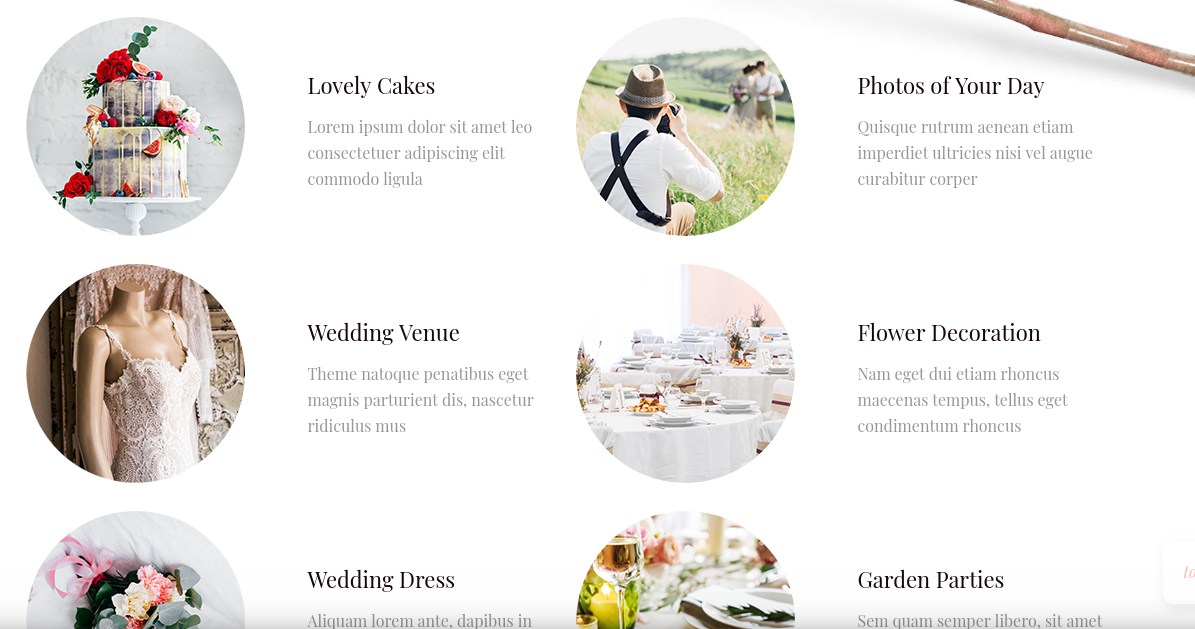 Lovely Cakes
Lorem ipsum dolor sit amet leo
consectetuer adipiscing elit
commodo ligula
Photos of Your Day
Quisque rutrum aenean etiam
imperdiet ultricies nisi vel augue
curabitur corper
Wedding Venue
Theme natoque penatibus eget
magnis parturient dis, nascetur
ridiculus mus
Flower Decoration
Nam eget dui etiam rhoncus
maecenas tempus, tellus eget
condimentum rhoncus
Wedding Dress
Aliquam lorem ante, dapibus in
Garden Parties
Sem quam semper libero, sit amet